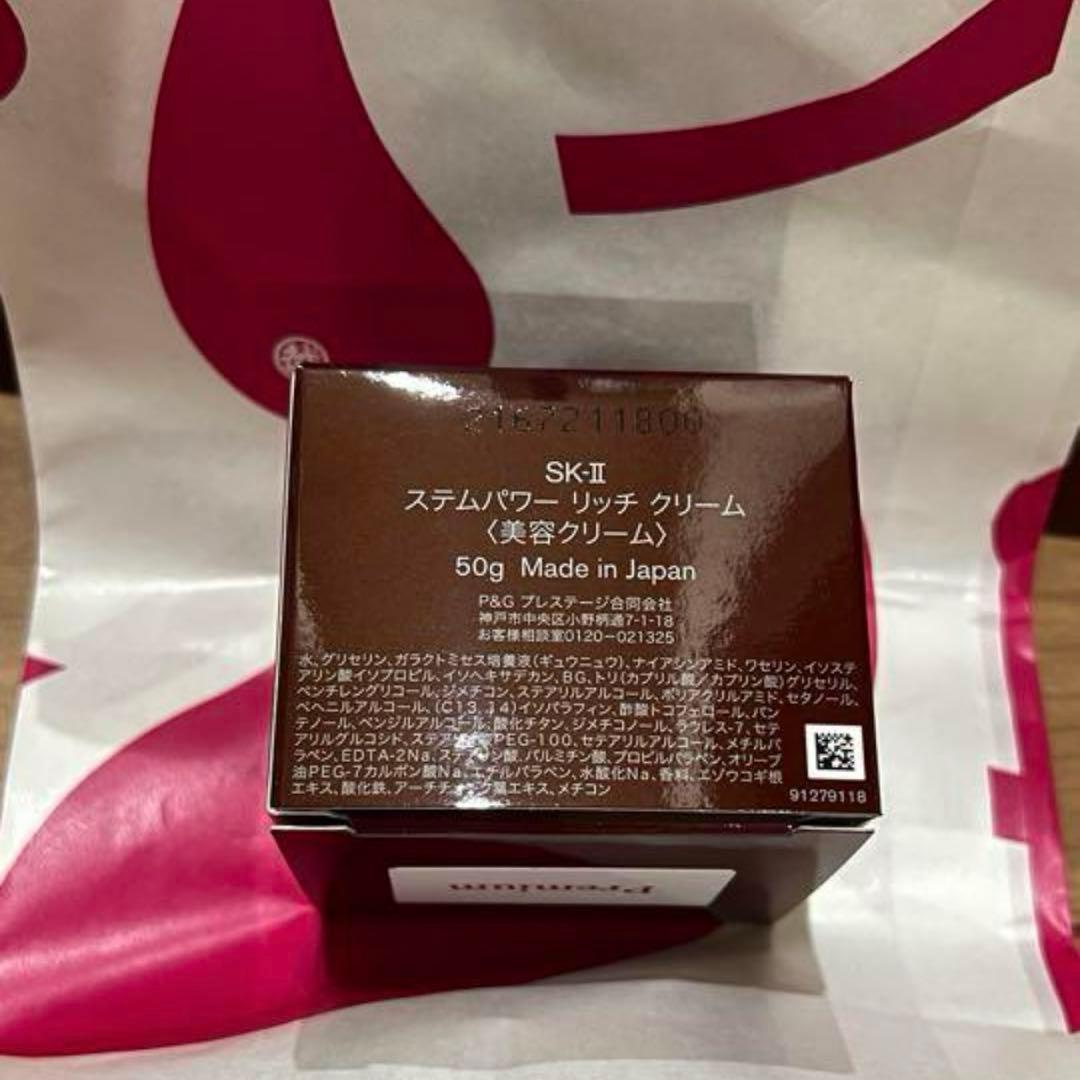 2167211800
SK-II
ステムパワー リッチ クリーム
〈美容クリーム〉
50g Made in Japan
P&G プレステージ合同会社
神戸市中央区小野柄通7-1-18
お客様相談室0120-021325
水、グリセリン、ガラクトミセス培養液(ギュウニュウ)、ナイアシンアミド、ワセリン、イソステ
アリン酸イソプロピル、イソヘキサデカン、BG、トリ(カプリル酸/カプリン酸)グリセリル、
ペンチレングリコール、ジメチコン、ステアリルアルコール、ポリアクリルアミド、セタノール、
ベヘニルアルコール、(C13,14)イソパラフィン、酢酸トコフェロール、パン
テノール、ベンジルアルコール、酸化チタン、ジメチコノール、ラウレス-7、セテ
アリルグルコシド、ステアリン酸PEG-100、セテアリルアルコール、メチルパ
ラベン、EDTA-2Na、ステアリン酸、パルミチン酸、プロピルパラベン、オリーブ
油PEG-7カルボン酸Na、エチルパラベン、水酸化Na、香料、エゾウコギ根
エキス、酸化鉄、アーチチョーク葉エキス、メチコン
91279118
Premium